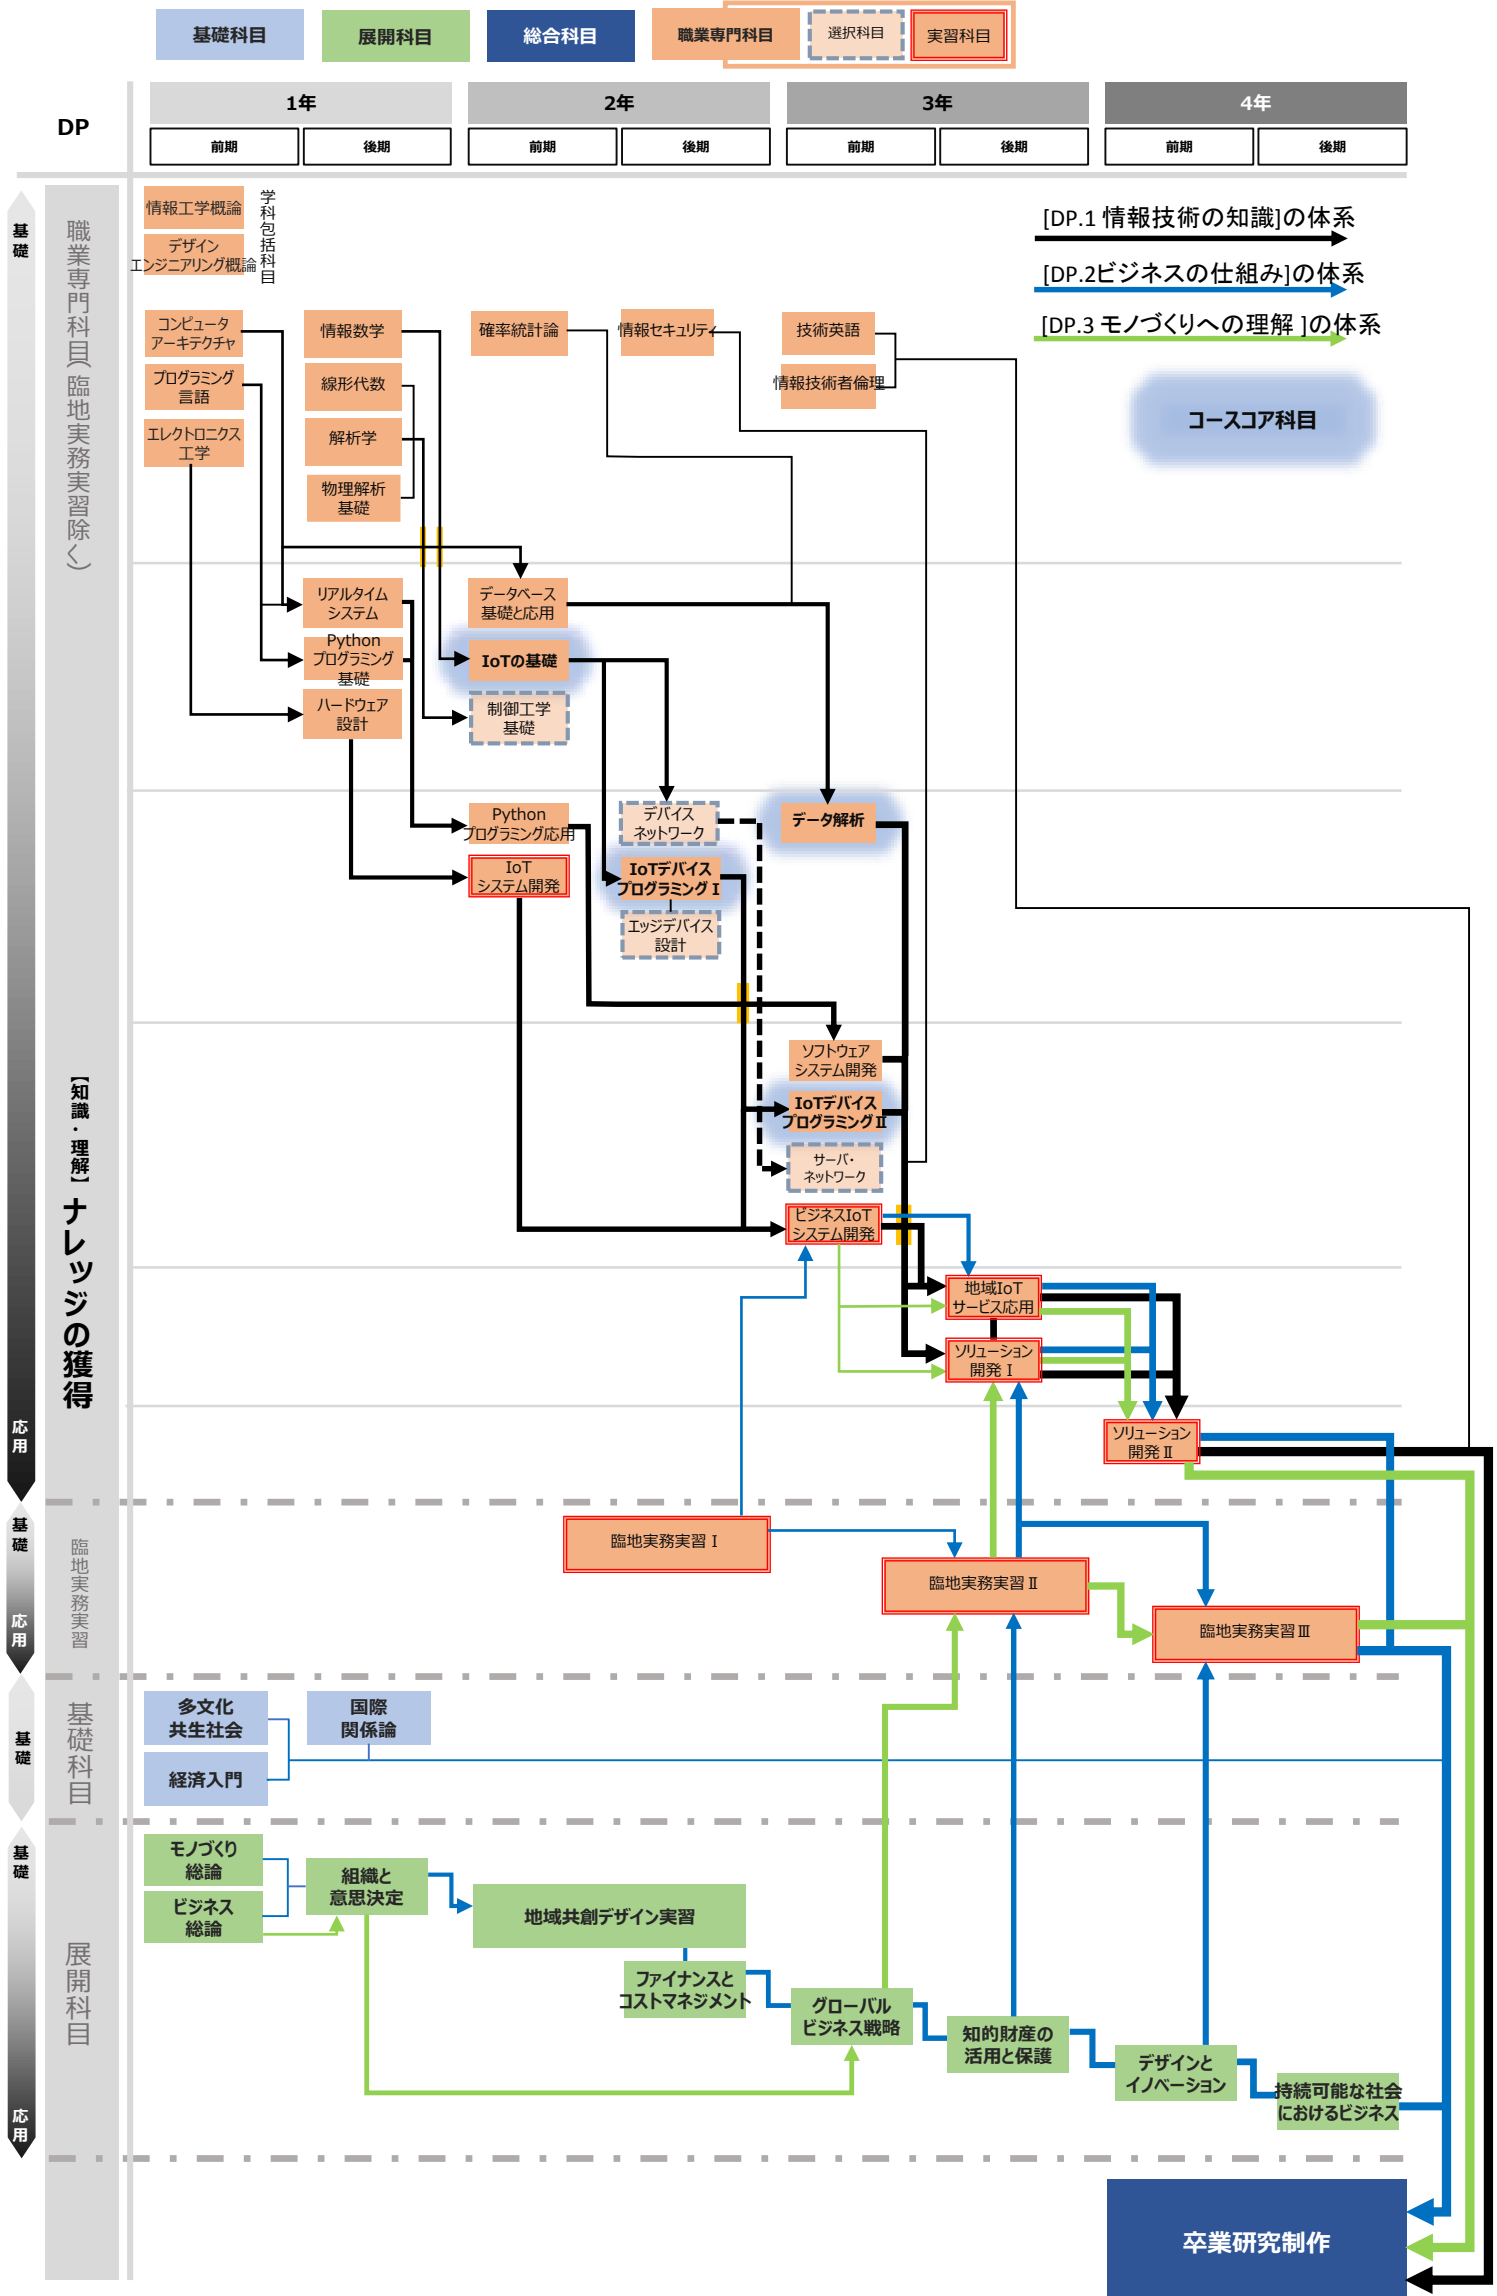 基礎科目
展開科目
総合科目
職業専門科目
選択科目
実習科目
DP
1年
2年
3年
4年
前期
後期
前期
後期
前期
後期
前期
後期
基礎
職業専門科目（臨地実務実習除く）
情報工学概論
デザイン
エンジニアリング概論
学科包括科目
[DP.1 情報技術の知識]の体系
[DP.2ビジネスの仕組み]の体系
[DP.3 モノづくりへの理解 ]の体系
コースコア科目
コンピュータ
アーキテクチャ
情報数学
確率統計論
情報セキュリティ
技術英語
プログラミング
言語
線形代数
情報技術者倫理
エレクトロニクス
工学
解析学
物理解析
基礎
リアルタイム
システム
データベース
基礎と応用
Python
プログラミング
基礎
IoTの基礎
ハードウェア
設計
制御工学
基礎
Python
プログラミング応用
デバイス
ネットワーク
データ解析
IoT
システム開発
IoTデバイス
プログラミングⅠ
エッジデバイス
設計
ソフトウェア
システム開発
IoTデバイス
プログラミングⅡ
サーバ・
ネットワーク
【知識・理解】ナレッジの獲得
ビジネスIoT
システム開発
地域IoT
サービス応用
ソリューション
開発Ⅰ
ソリューション
開発Ⅱ
応用
基礎
応用
臨地実務実習
臨地実務実習Ⅰ
臨地実務実習Ⅱ
臨地実務実習Ⅲ
基礎
基礎科目
多文化
共生社会
国際
関係論
経済入門
基礎
応用
展開科目
モノづくり
総論
ビジネス
総論
組織と
意思決定
地域共創デザイン実習
ファイナンスと
コストマネジメント
グローバル
ビジネス戦略
知的財産の
活用と保護
デザインと
イノベーション
持続可能な社会
におけるビジネス
卒業研究制作